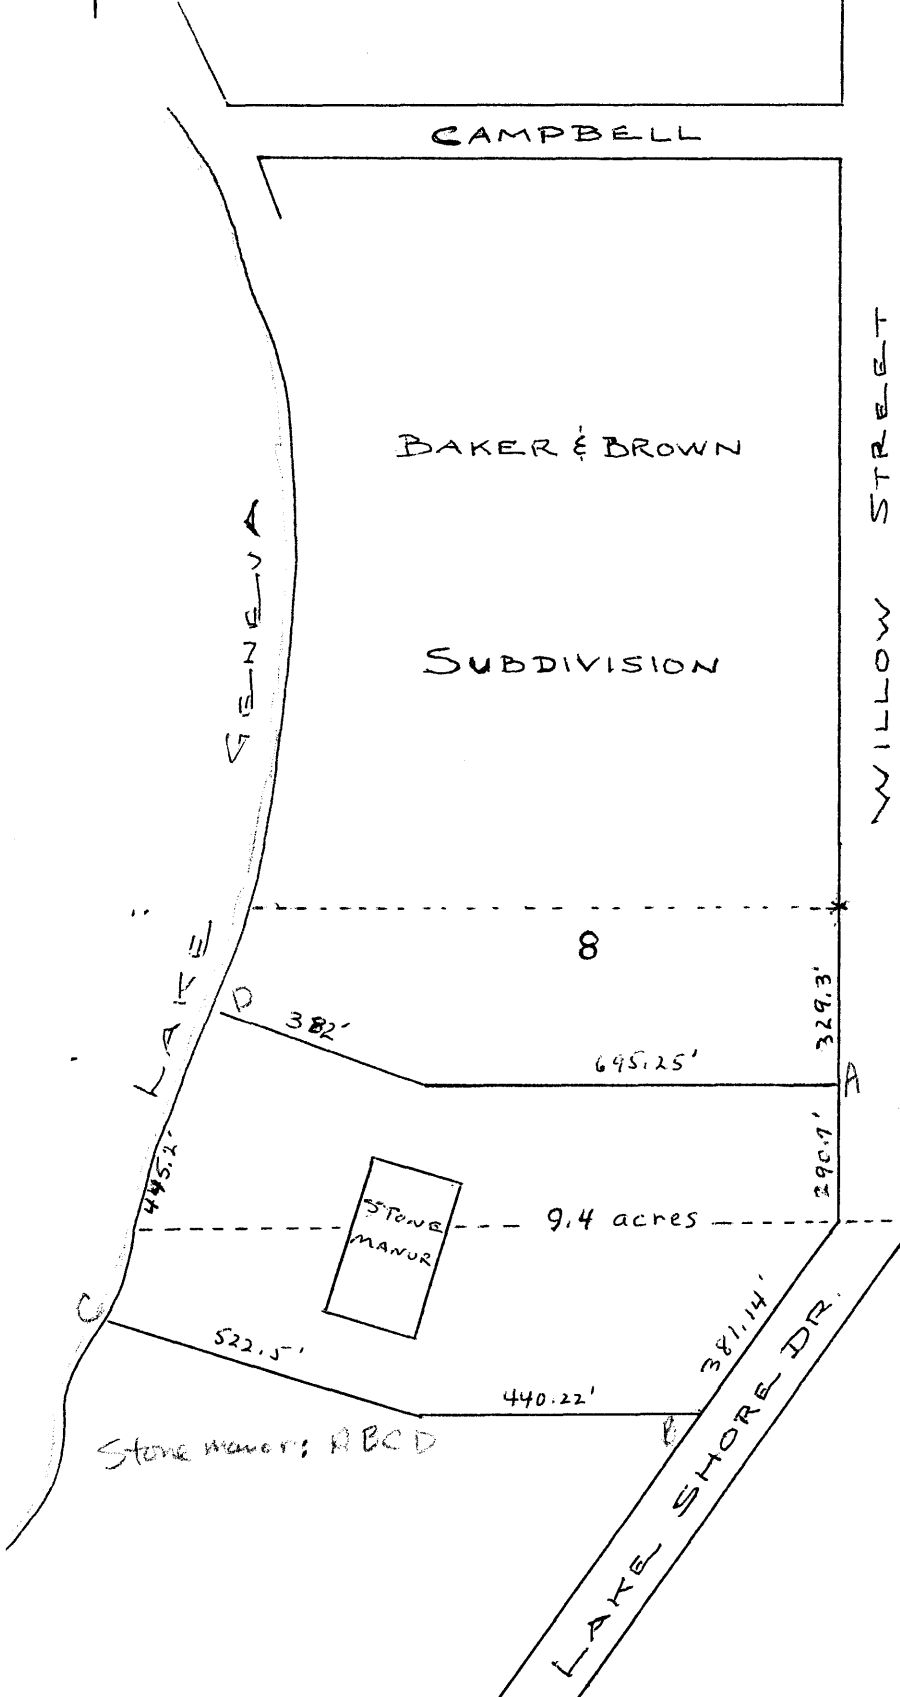 CAMPBELL
WILLOW STREET
BAKER & BROWN
SUBDIVISION
LAKE GENEVA
8
329.3'
D
382'
695.25'
A
290.7'
445.2'
STONE
MANOR
9.4 acres
C
522.5'
381.14'
440.22'
B
LAKE SHORE DR.
Stone manor: ABCD